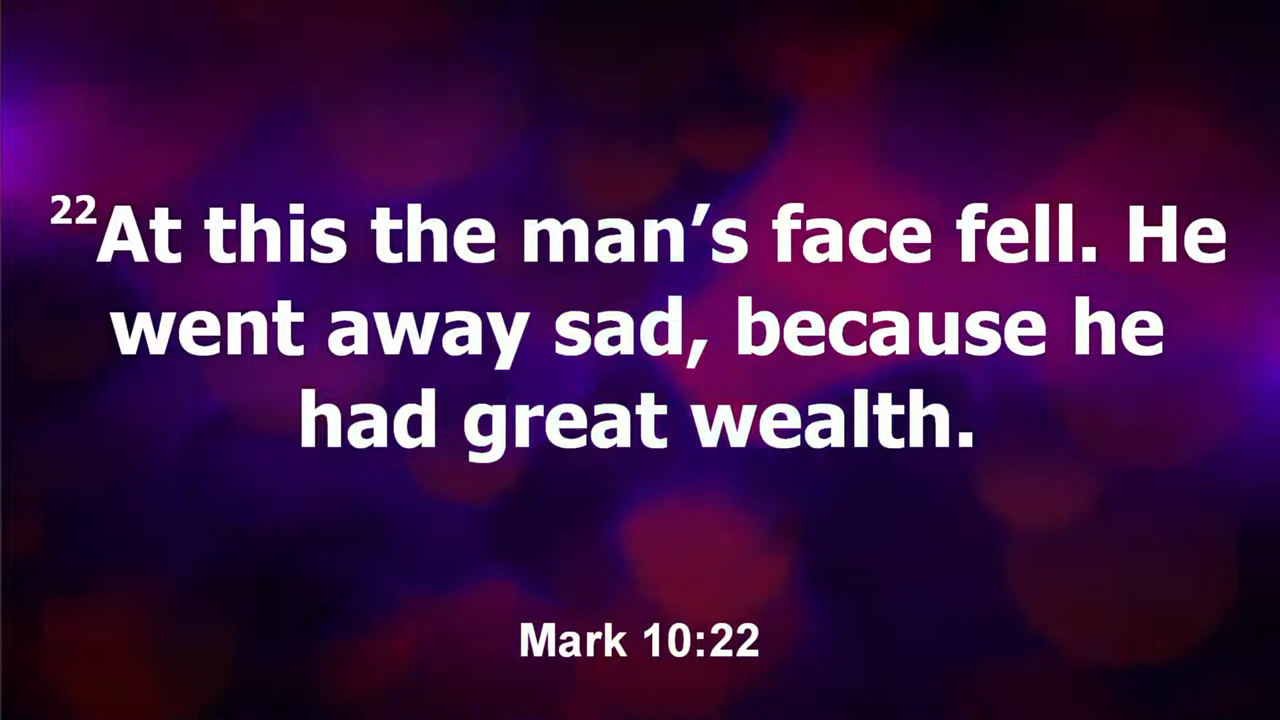 22At this the man’s face fell. He
went away sad, because he
had great wealth.
Mark 10:22